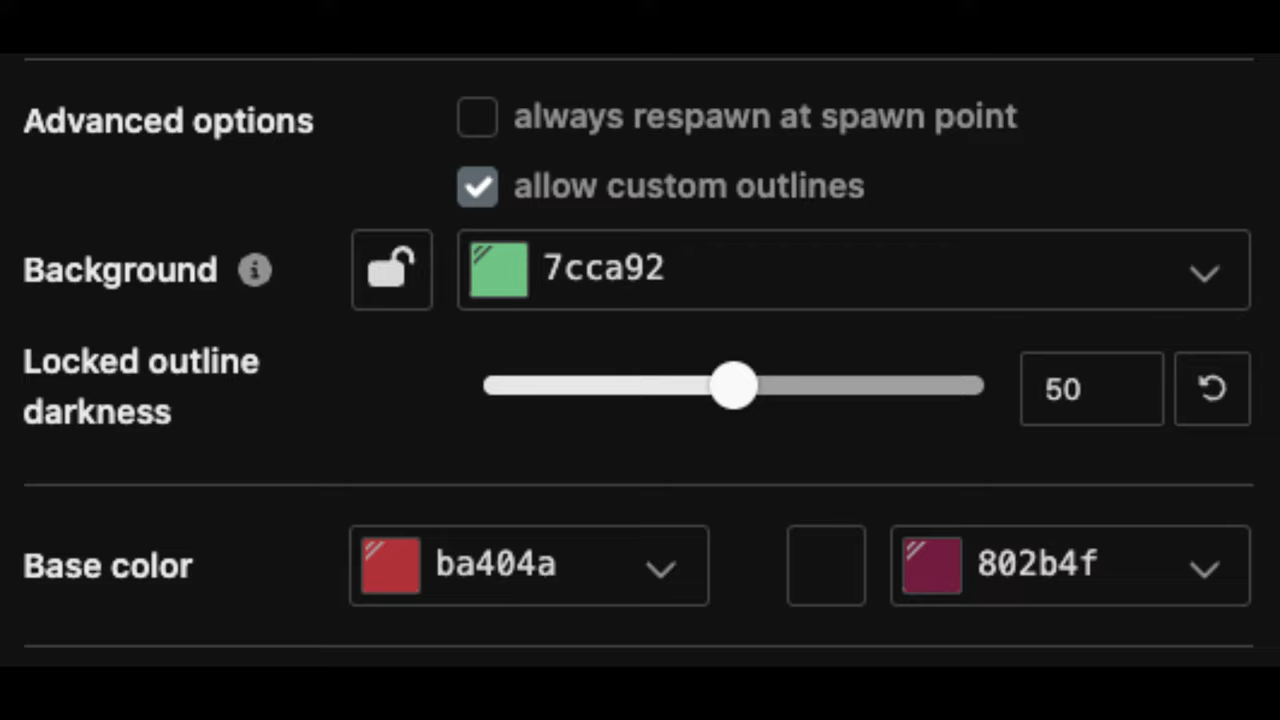 Advanced options
always respawn at spawn point
allow custom outlines
Background
7cca92
Locked outline
darkness
50
Base color
ba404a
802b4f